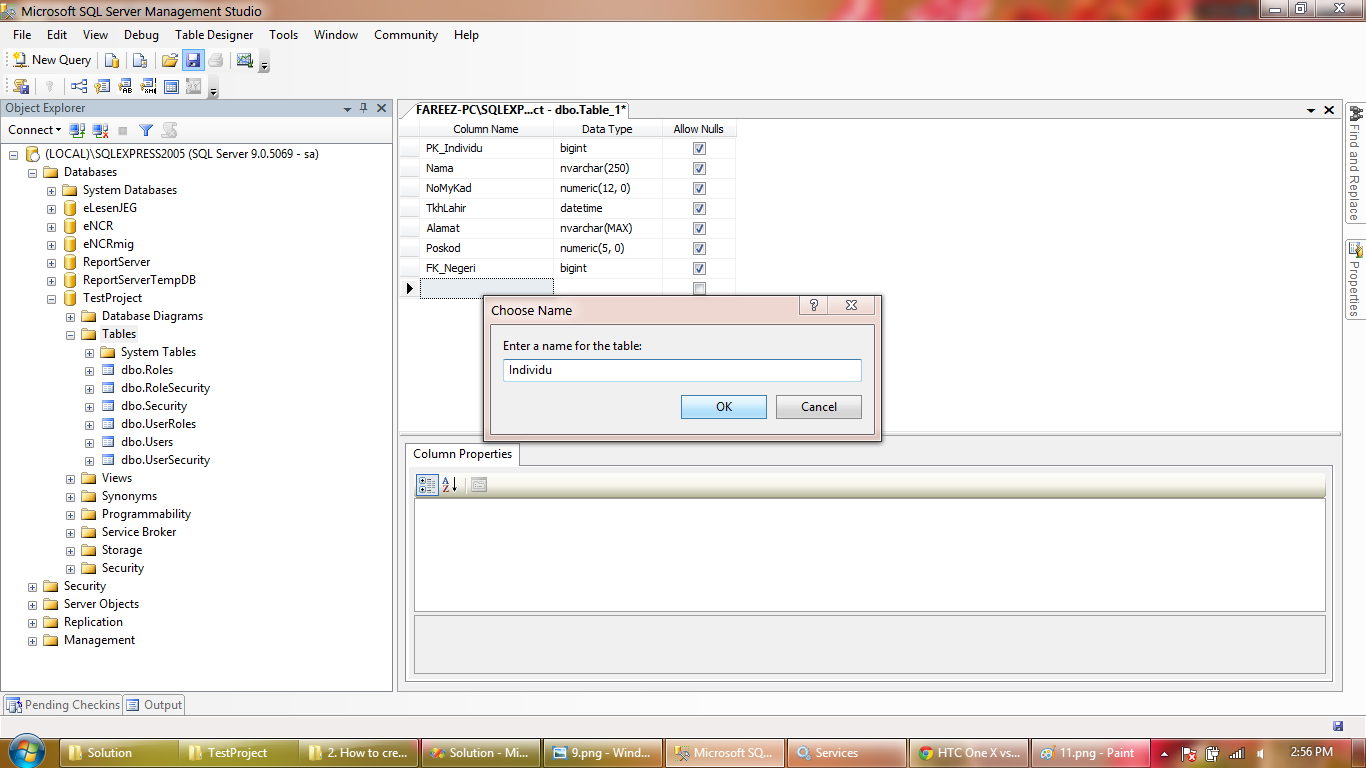 Microsoft SQL Server Management Studio
File Edit View Debug Table Designer Tools Window Community Help
New Query
Object Explorer
Connect
(LOCAL)\SQLEXPRESS2005 (SQL Server 9.0.5069 - sa)
Databases
System Databases
eLesenJEG
eNCR
eNCRmig
ReportServer
ReportServerTempDB
TestProject
Database Diagrams
Tables
System Tables
dbo.Roles
dbo.RoleSecurity
dbo.Security
dbo.UserRoles
dbo.Users
dbo.UserSecurity
Views
Synonyms
Programmability
Service Broker
Storage
Security
Security
Server Objects
Replication
Management
FAREEZ-PC\SQLEXP...ct - dbo.Table_1*
Column Name Data Type Allow Nulls
PK_Individu bigint
Nama nvarchar(250)
NoMyKad numeric(12, 0)
TkhLahir datetime
Alamat nvarchar(MAX)
Poskod numeric(5, 0)
FK_Negeri bigint
Choose Name
Enter a name for the table:
Individu
OK Cancel
Column Properties
Find and Replace
Properties
Pending Checkins Output
Solution TestProject 2. How to cre... Solution - Mi... 9.png - Wind... Microsoft SQ... Services HTC One X vs... 11.png - Paint 2:56 PM